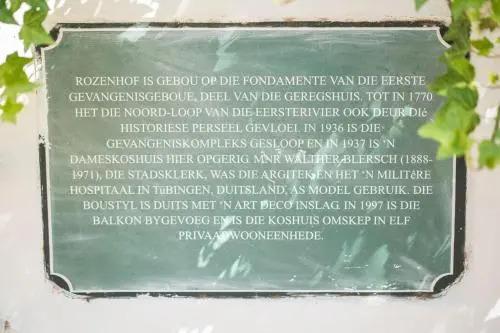 ROZENHOF IS GEBOU OP DIE FONDAMENTE VAN DIE EERSTE
GEVANGENISGEBOUE, DEEL VAN DIE GEREGSHUIS. TOT IN 1770
HET DIE NOORD-LOOP VAN DIE EERSTERIVIER OOK DEUR DIé
HISTORIESE PERSEEL GEVLOEI. IN 1936 IS DIE
GEVANGENISKOMPLEKS GESLOOP EN IN 1937 IS 'N
DAMESKOSHUIS HIER OPGERIG. MNR WALTHER BLERSCH (1888-
1971), DIE STADSKLERK, WAS DIE ARGITEK EN HET 'N MILITêRE
HOSPITAAL IN TüBINGEN, DUITSLAND, AS MODEL GEBRUIK. DIE
BOUSTYL IS DUITS MET 'N ART DECO INSLAG. IN 1997 IS DIE
BALKON BYGEVOEG EN IS DIE KOSHUIS OMSKEP IN ELF
PRIVAATWOONEENHEDE.